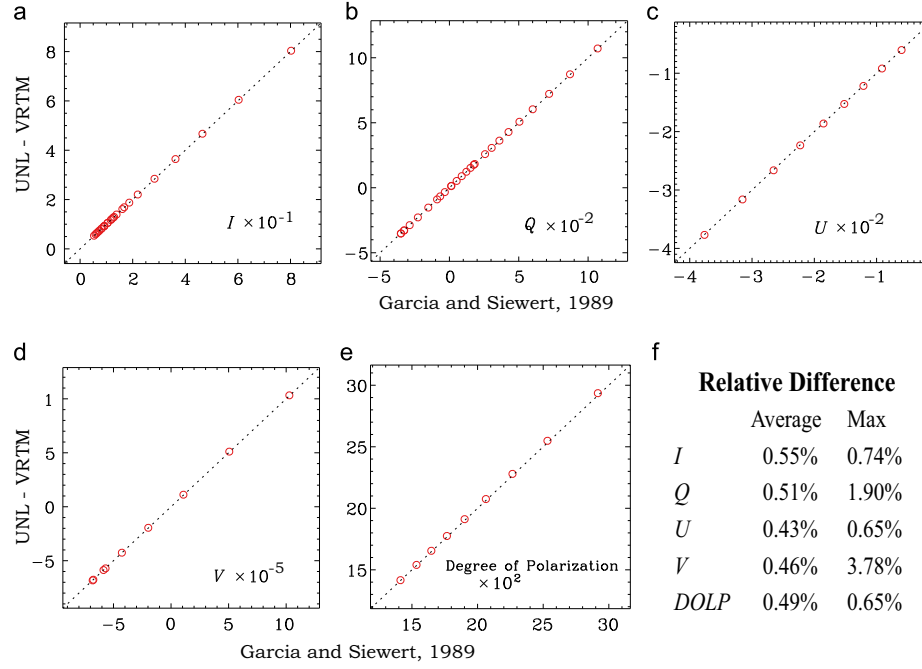 a
b
c
UNL - VRTM
8
6
4
2
0
I ×10-1
0 2 4 6 8
10
5
0
−5
Q ×10-2
−5 0 5 10
−1
−2
−3
−4
U ×10-2
−4 −3 −2 −1
Garcia and Siewert, 1989
d
e
f
UNL - VRTM
1
5
0
−5
V ×10-5
−5 0 5 10
30
25
20
15
Degree of Polarization
×102
15 20 25 30
Garcia and Siewert, 1989
Relative Difference
Average Max
I 0.55% 0.74%
Q 0.51% 1.90%
U 0.43% 0.65%
V 0.46% 3.78%
DOLP 0.49% 0.65%